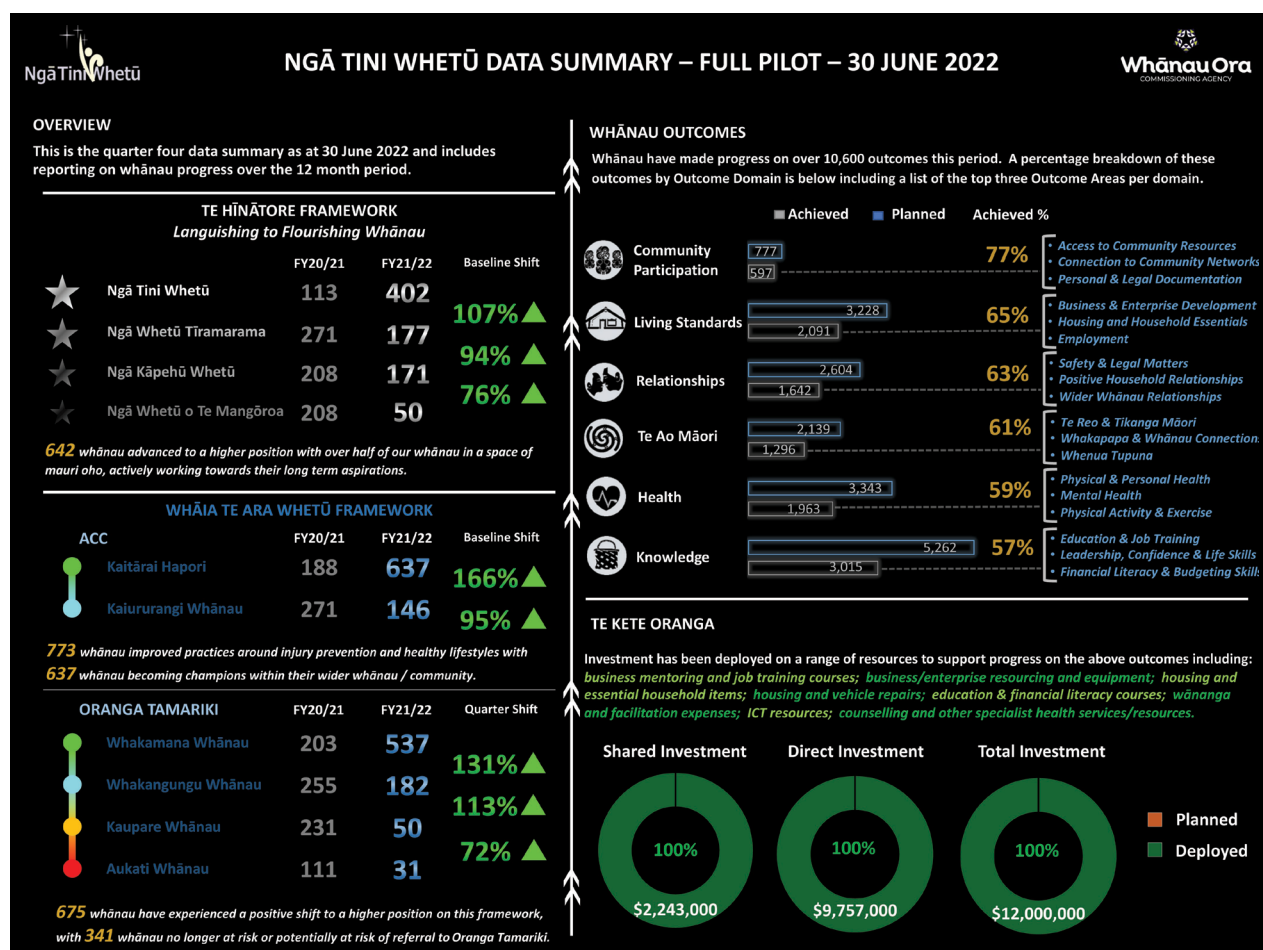 NgāTiniWhetū
NGĀ TINI WHETŪ DATA SUMMARY – FULL PILOT – 30 JUNE 2022
Whānau Ora
COMMISSIONING AGENCY
OVERVIEW
This is the quarter four data summary as at 30 June 2022 and includes
reporting on whānau progress over the 12 month period.
TE HĪNĀTORE FRAMEWORK
Languishing to Flourishing Whānau
FY20/21 FY21/22 Baseline Shift
Ngā Tini Whetū 113 402
107%
Ngā Whetū Tīramarama 271 177
94%
Ngā Kāpehū Whetū 208 171
76%
Ngā Whetū o Te Mangōroa 208 50
642 whānau advanced to a higher position with over half of our whānau in a space of
mauri oho, actively working towards their long term aspirations.
WHĀIA TE ARA WHETŪ FRAMEWORK
ACC FY20/21 FY21/22 Baseline Shift
Kaitārai Hapori 188 637
166%
Kaiururangi Whānau 271 146
95%
773 whānau improved practices around injury prevention and healthy lifestyles with
637 whānau becoming champions within their wider whānau / community.
ORANGA TAMARIKI FY20/21 FY21/22 Quarter Shift
Whakamana Whānau 203 537
131%
Whakangungu Whānau 255 182
113%
Kaupare Whānau 231 50
72%
Aukati Whānau 111 31
675 whānau have experienced a positive shift to a higher position on this framework,
with 341 whānau no longer at risk or potentially at risk of referral to Oranga Tamariki.
WHĀNAU OUTCOMES
Whānau have made progress on over 10,600 outcomes this period. A percentage breakdown of these
outcomes by Outcome Domain is below including a list of the top three Outcome Areas per domain.
Achieved Planned Achieved %
Community
Participation
777
597
77%
• Access to Community Resources
• Connection to Community Networks
• Personal & Legal Documentation
Living Standards
3,228
2,091
65%
• Business & Enterprise Development
• Housing and Household Essentials
• Employment
Relationships
2,604
1,642
63%
• Safety & Legal Matters
• Positive Household Relationships
• Wider Whānau Relationships
Te Ao Māori
2,139
1,296
61%
• Te Reo & Tikanga Māori
• Whakapapa & Whānau Connection
• Whenua Tupuna
Health
3,343
1,963
59%
• Physical & Personal Health
• Mental Health
• Physical Activity & Exercise
Knowledge
5,262
3,015
57%
• Education & Job Training
• Leadership, Confidence & Life Skills
• Financial Literacy & Budgeting Skill
TE KETE ORANGA
Investment has been deployed on a range of resources to support progress on the above outcomes including:
business mentoring and job training courses; business/enterprise resourcing and equipment; housing and
essential household items; housing and vehicle repairs; education & financial literacy courses; wānanga
and facilitation expenses; ICT resources; counselling and other specialist health services/resources.
Shared Investment Direct Investment Total Investment
100% 100% 100%
$2,243,000 $9,757,000 $12,000,000
Planned
Deployed